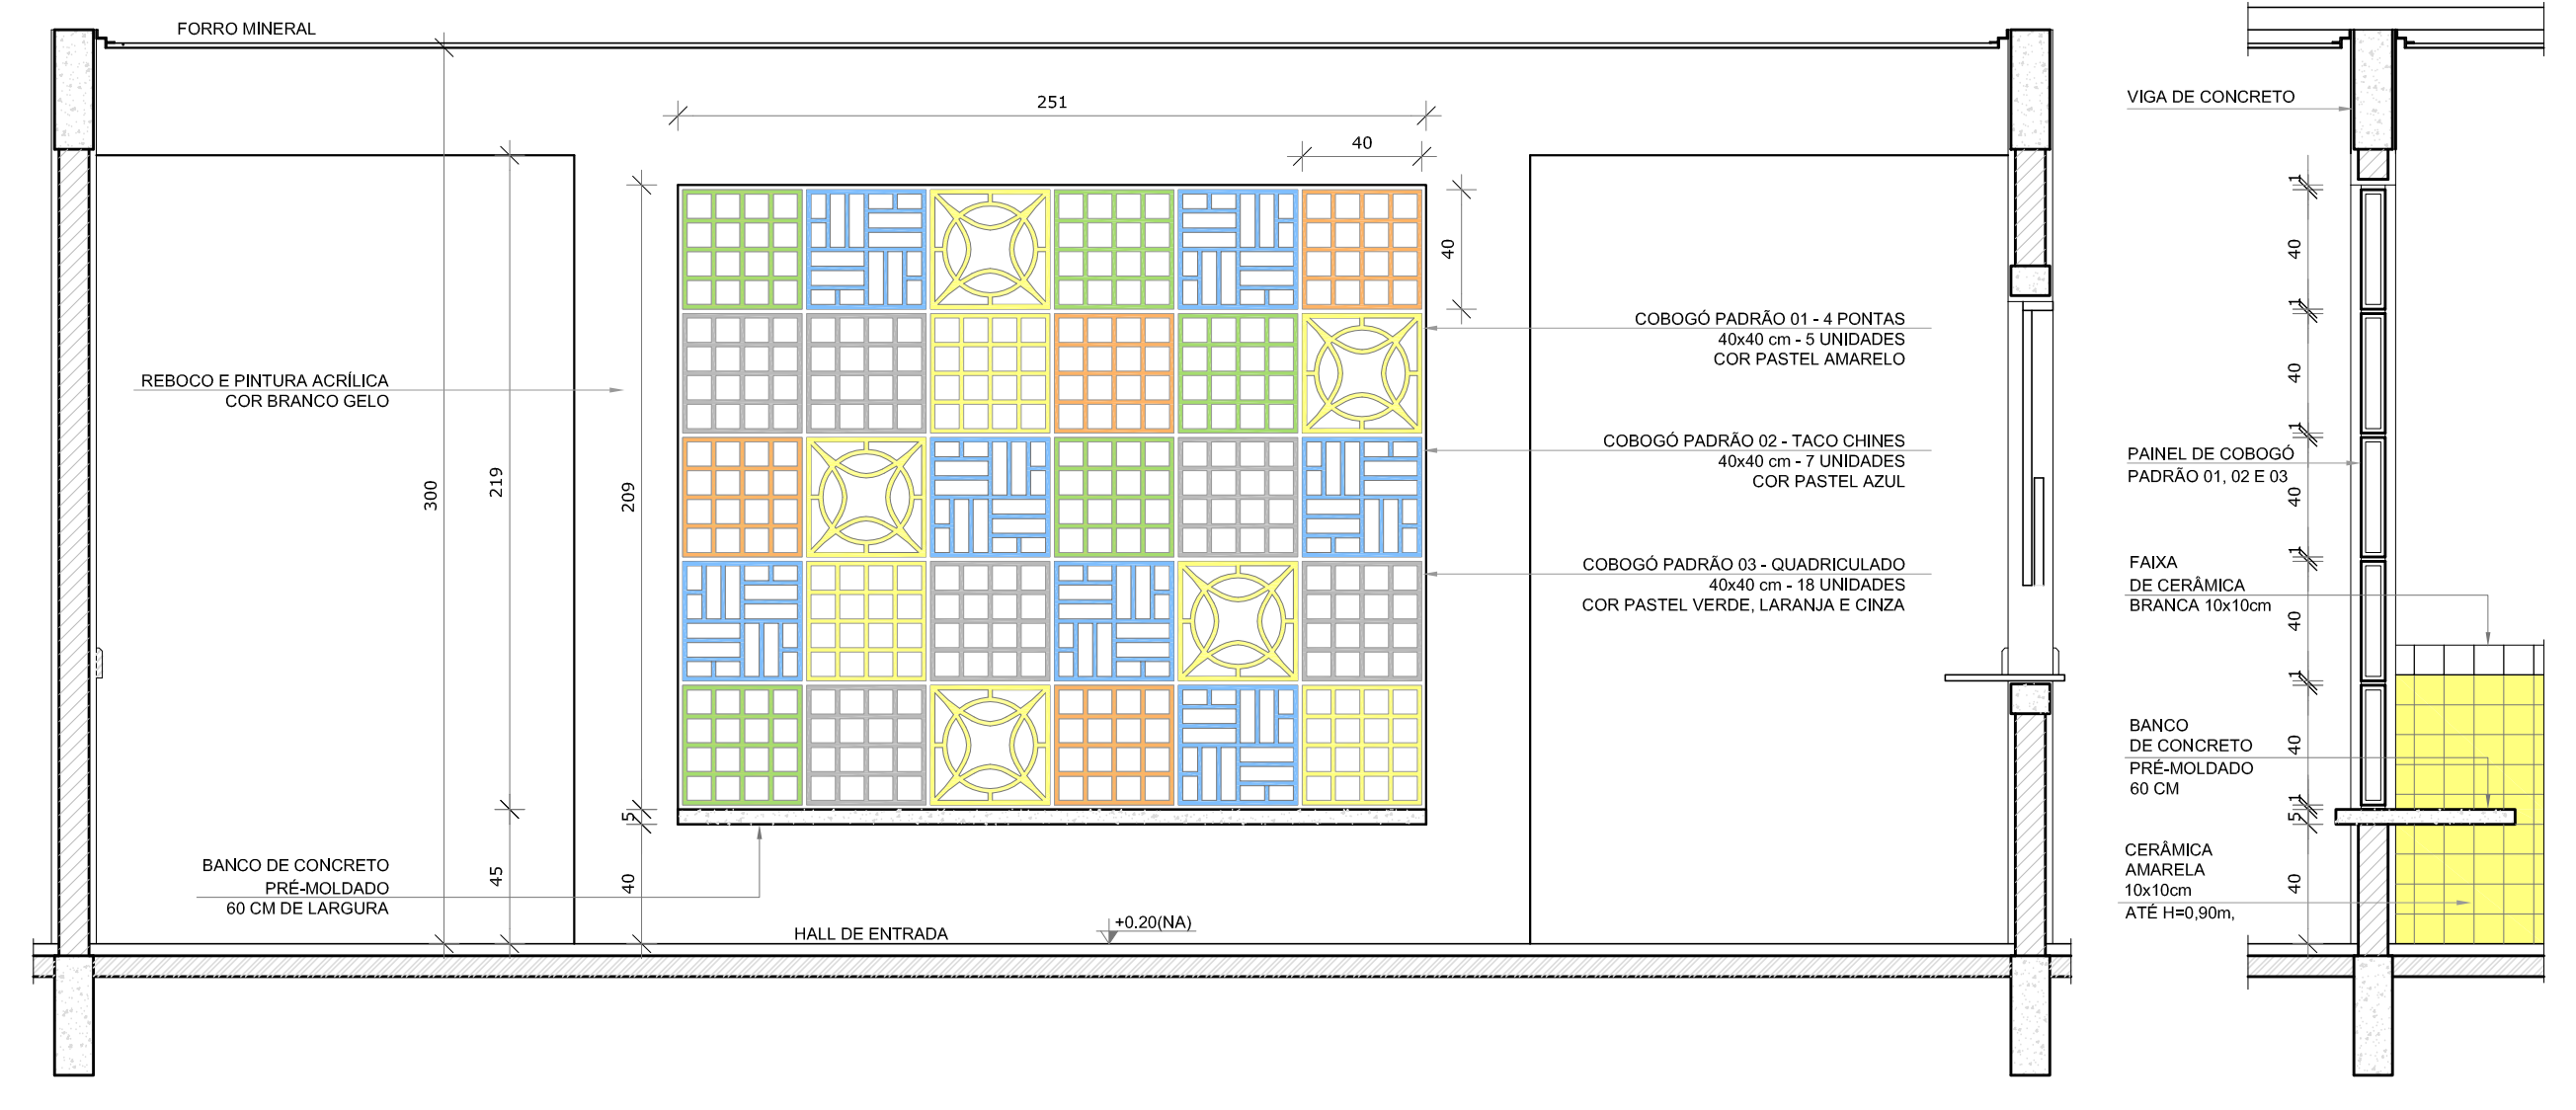 FORRO MINERAL
251
40
40
300
219
209
5
45
40
REBOCO E PINTURA ACRÍLICA
COR BRANCO GELO
COBOGÓ PADRÃO 01 - 4 PONTAS
40x40 cm - 5 UNIDADES
COR PASTEL AMARELO
COBOGÓ PADRÃO 02 - TACO CHINES
40x40 cm - 7 UNIDADES
COR PASTEL AZUL
COBOGÓ PADRÃO 03 - QUADRICULADO
40x40 cm - 18 UNIDADES
COR PASTEL VERDE, LARANJA E CINZA
BANCO DE CONCRETO
PRÉ-MOLDADO
60 CM DE LARGURA
HALL DE ENTRADA
+0.20(NA)
VIGA DE CONCRETO
PAINEL DE COBOGÓ
PADRÃO 01, 02 E 03
FAIXA
DE CERÂMICA
BRANCA 10x10cm
BANCO
DE CONCRETO
PRÉ-MOLDADO
60 CM
CERÂMICA
AMARELA
10x10cm
ATÉ H=0,90m,
1
40
1
40
1
40
1
40
1
40
1
5
40